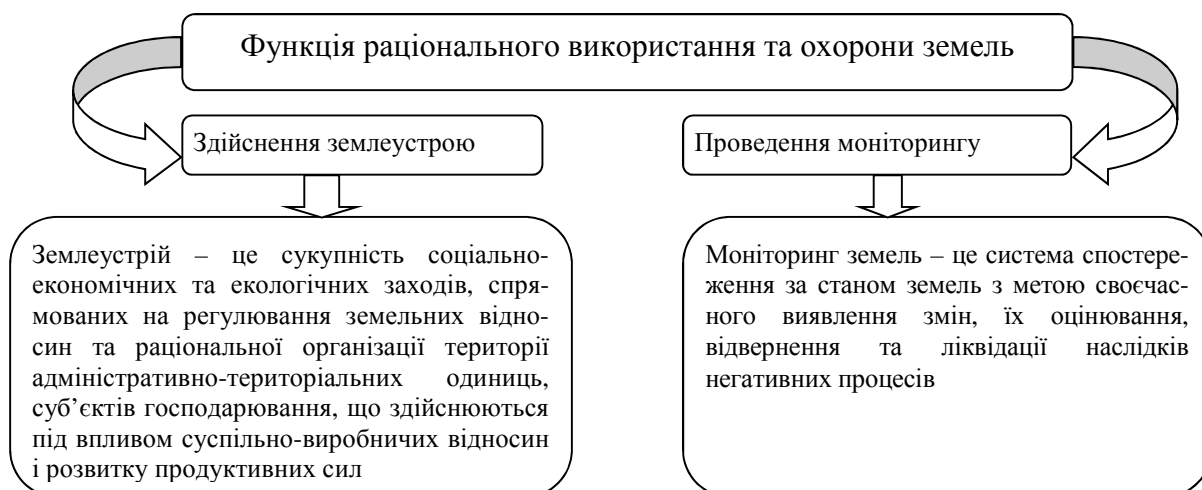 Функція раціонального використання та охорони земель
Здійснення землеустрою
Проведення моніторингу
Землеустрій – це сукупність соціально-
економічних та екологічних заходів, спря-
мованих на регулювання земельних відно-
син та раціональної організації території
адміністративно-територіальних одиниць,
суб’єктів господарювання, що здійснюються
під впливом суспільно-виробничих відносин
і розвитку продуктивних сил
Моніторинг земель – це система спостере-
ження за станом земель з метою своєчас-
ного виявлення змін, їх оцінювання,
відвернення та ліквідації наслідків
негативних процесів